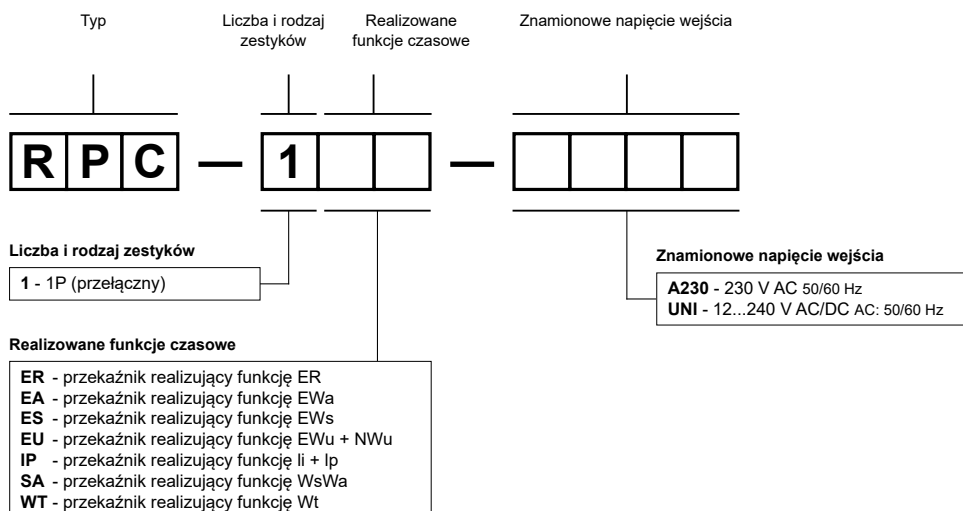 Typ
Liczba i rodzaj
zestyków
Realizowane
funkcje czasowe
Znamionowe napięcie wejścia
R P C — 1 —
Liczba i rodzaj zestyków
1 - 1P (przełączny)
Znamionowe napięcie wejścia
A230 - 230 V AC 50/60 Hz
UNI - 12...240 V AC/DC AC: 50/60 Hz
Realizowane funkcje czasowe
ER - przekaźnik realizujący funkcję ER
EA - przekaźnik realizujący funkcję EWa
ES - przekaźnik realizujący funkcję EWs
EU - przekaźnik realizujący funkcję EWu + NWu
IP - przekaźnik realizujący funkcję Ii + Ip
SA - przekaźnik realizujący funkcję WsWa
WT - przekaźnik realizujący funkcję Wt